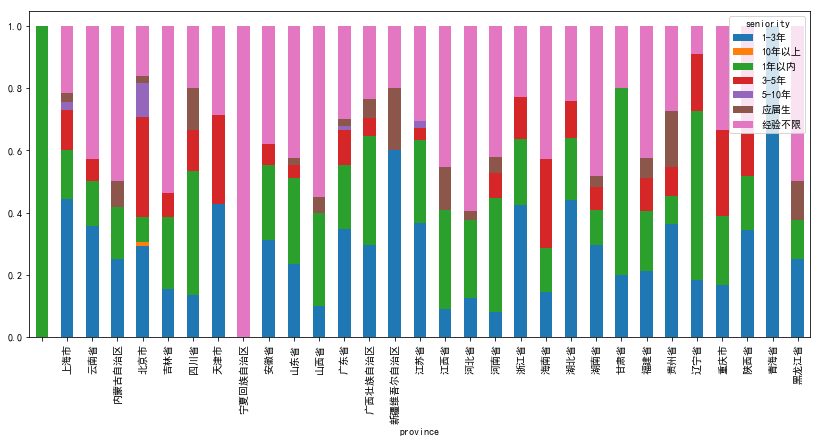 1.0
0.8
0.6
0.4
0.2
0.0
seniority
1-3年
10年以上
1年以内
3-5年
5-10年
应届生
经验不限
上海市
云南省
内蒙古自治区
北京市
吉林省
四川省
天津市
宁夏回族自治区
安徽省
山东省
山西省
广东省
广西壮族自治区
新疆维吾尔自治区
江苏省
江西省
河北省
河南省
浙江省
海南省
湖北省
湖南省
甘肃省
福建省
贵州省
辽宁省
重庆市
陕西省
青海省
黑龙江省
province